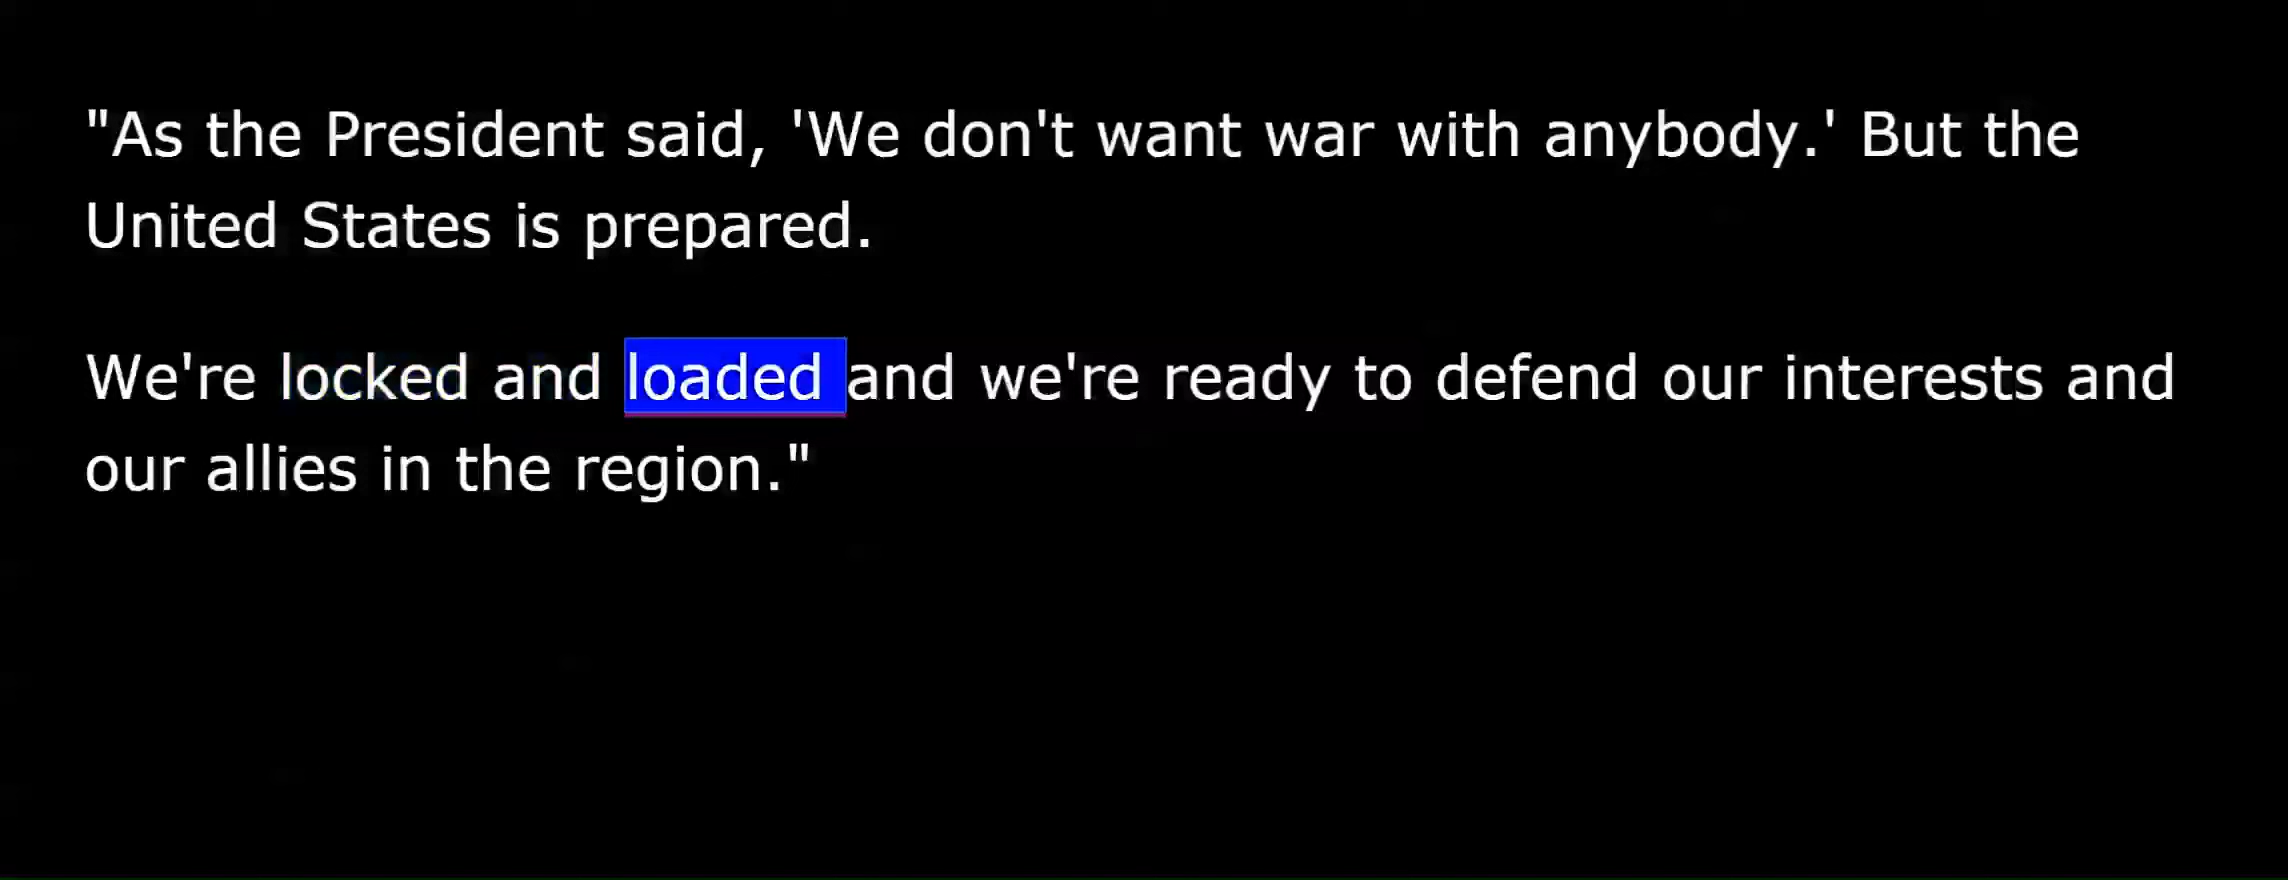 "As the President said, 'We don't want war with anybody.' But the
United States is prepared.
We're locked and loaded and we're ready to defend our interests and
our allies in the region."